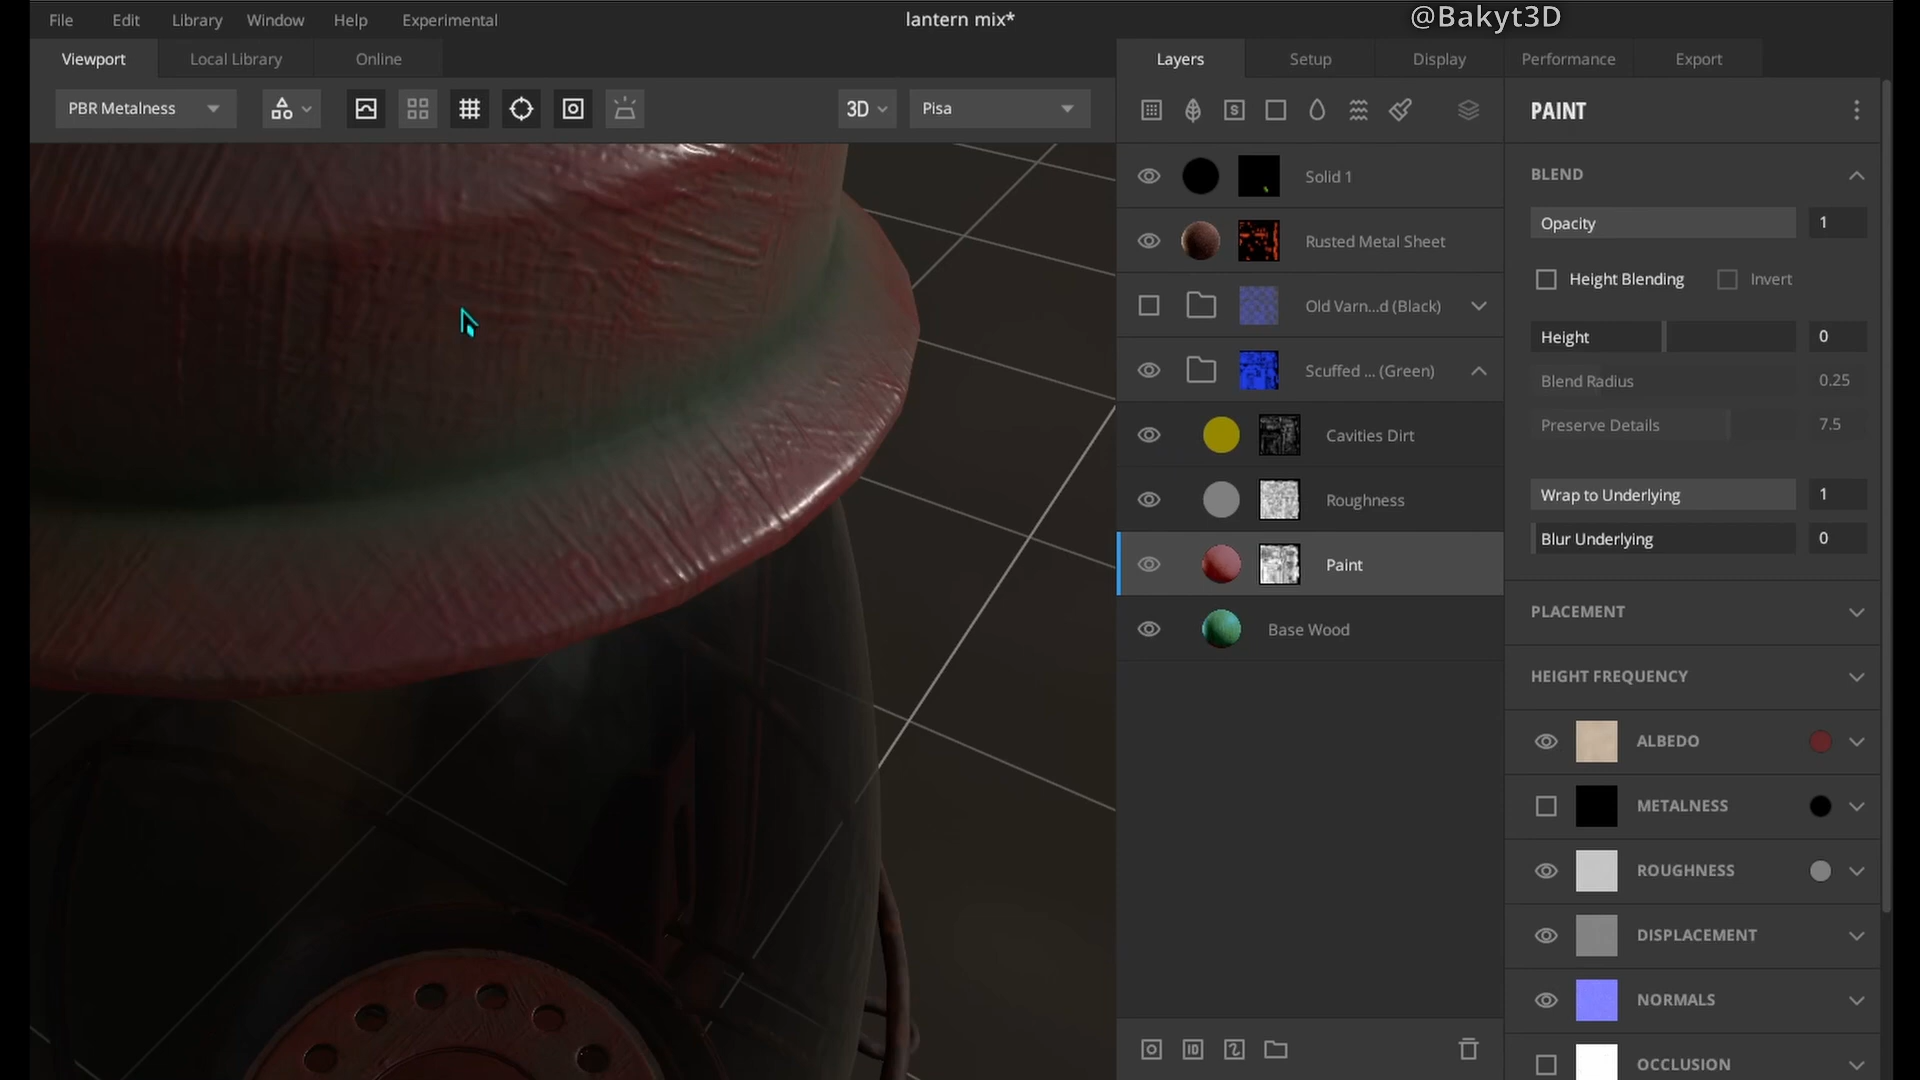 File Edit Library Window Help Experimental
lantern mix*
@Bakyt3D
Viewport Local Library Online
Layers Setup Display Performance Export
PBR Metalness
3D
Pisa
PAINT
BLEND
Opacity 1
Height Blending Invert
Height 0
Blend Radius 0.25
Preserve Details 7.5
Wrap to Underlying 1
Blur Underlying 0
PLACEMENT
HEIGHT FREQUENCY
ALBEDO
METALNESS
ROUGHNESS
DISPLACEMENT
NORMALS
OCCLUSION
Solid 1
Rusted Metal Sheet
Old Varn...d (Black)
Scuffed ... (Green)
Cavities Dirt
Roughness
Paint
Base Wood